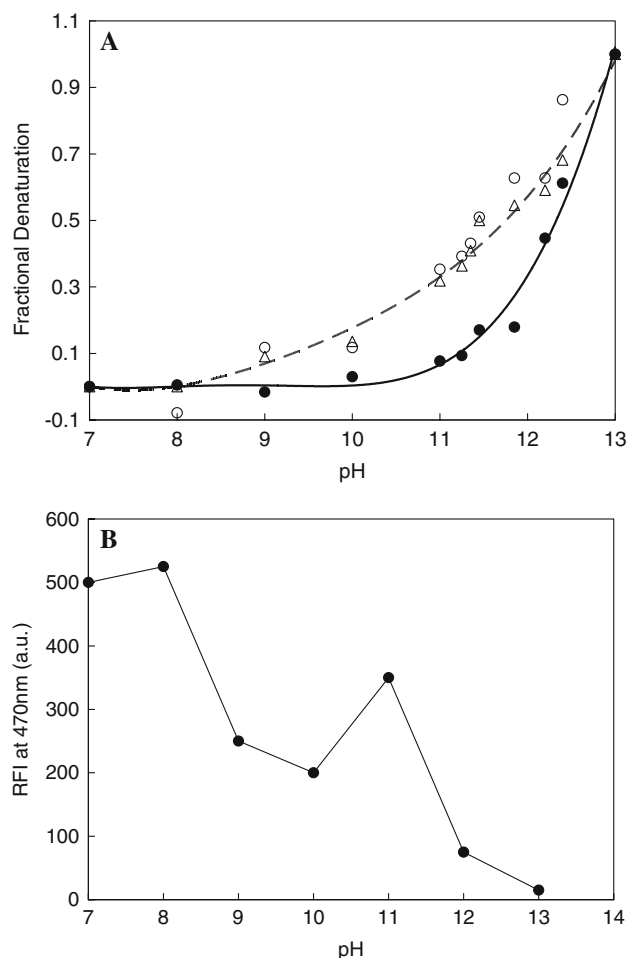 A
1.1
0.9
0.7
0.5
0.3
0.1
-0.1
Fractional Denaturation
7 8 9 10 11 12 13
pH
B
600
500
400
300
200
100
0
RFI at 470nm (a.u.)
7 8 9 10 11 12 13 14
pH